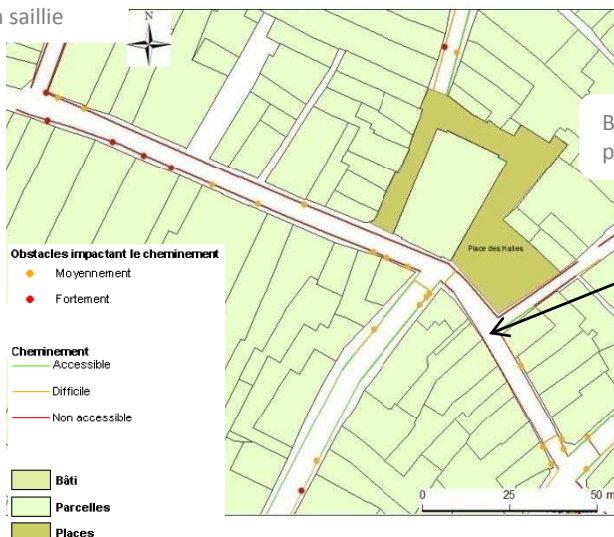 saillie
N
B
p
Place des Halles
Obstacles impactant le cheminement
Moyennement
Fortement
Cheminement
Accessible
Difficile
Non accessible
Bâti
Parcelles
Places
0 25 50 m